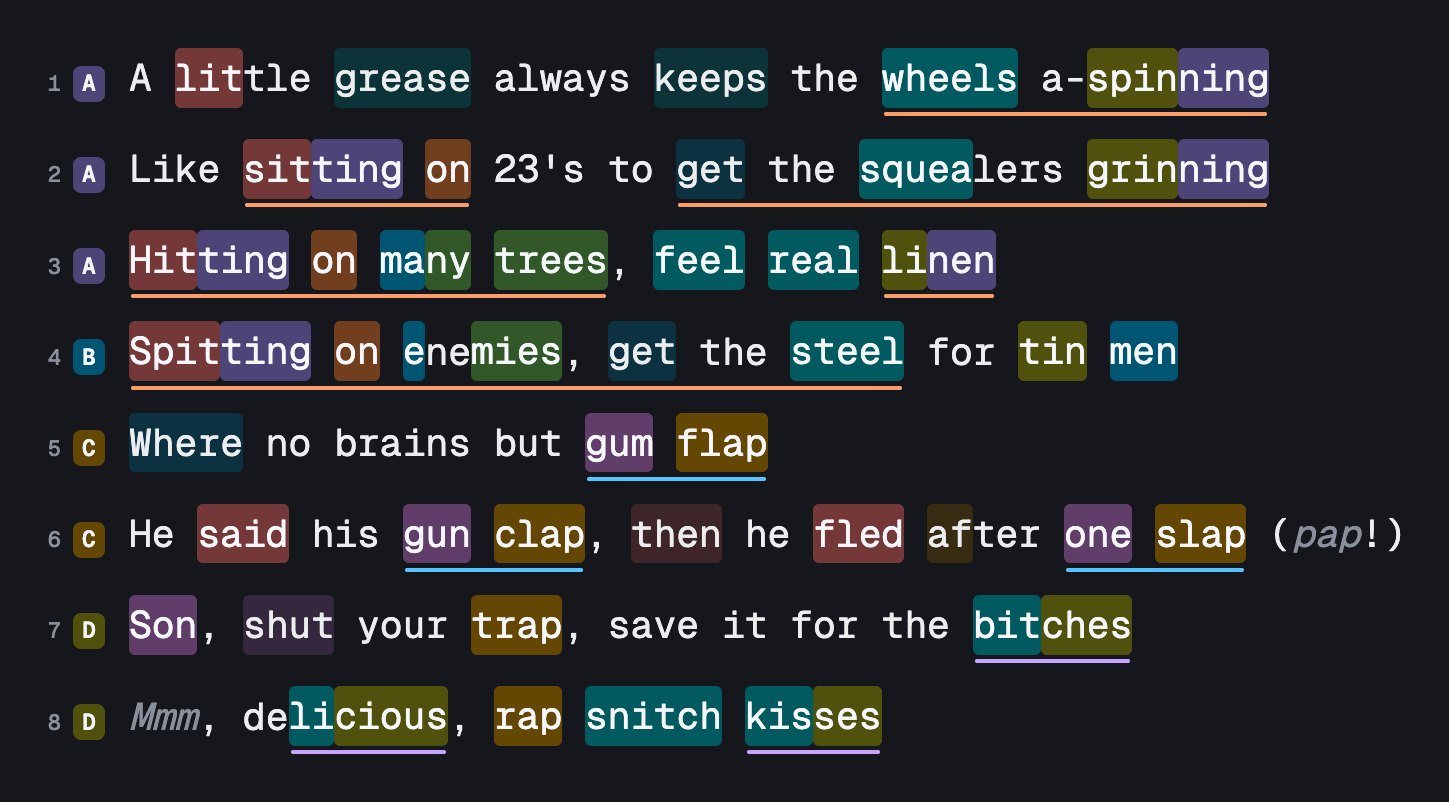 1 A A little grease always keeps the wheels a-spinning
2 A Like sitting on 23's to get the squealers grinning
3 A Hitting on many trees, feel real linen
4 B Spitting on enemies, get the steel for tin men
5 C Where no brains but gum flap
6 C He said his gun clap, then he fled after one slap (pap!)
7 D Son, shut your trap, save it for the bitches
8 D Mmm, delicious, rap snitch kisses